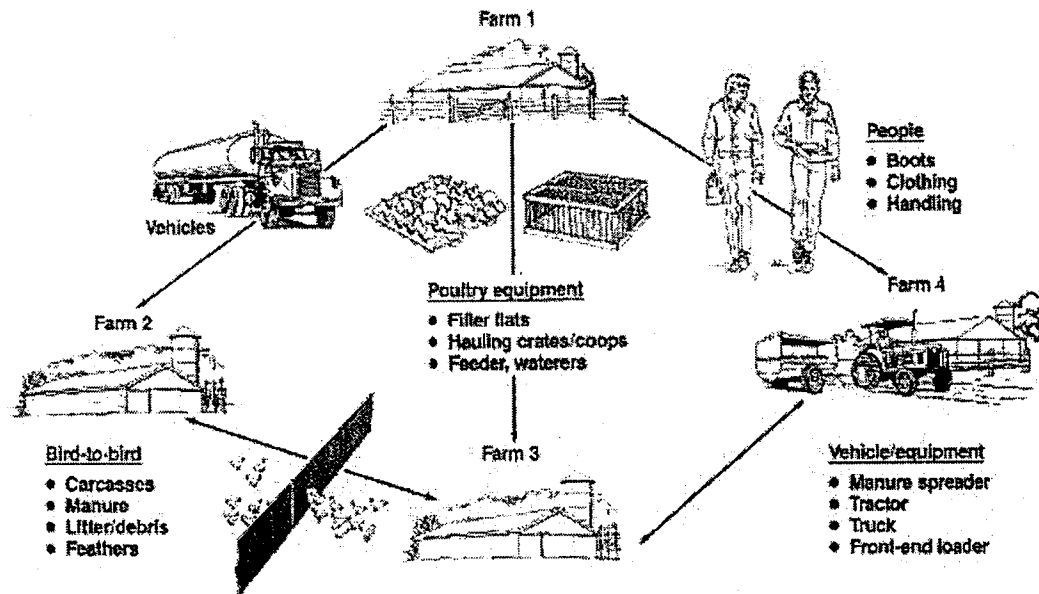 Farm 1
People
• Boots
• Clothing
• Handling
Vehicles
Farm 4
Poultry equipment
• Filler flats
• Hauling crates/coops
• Feeder, waterers
Farm 2
Farm 3
Bird-to-bird
• Carcasses
• Manure
• Litter/debris
• Feathers
Vehicle/equipment
• Manure spreader
• Tractor
• Truck
• Front-end loader